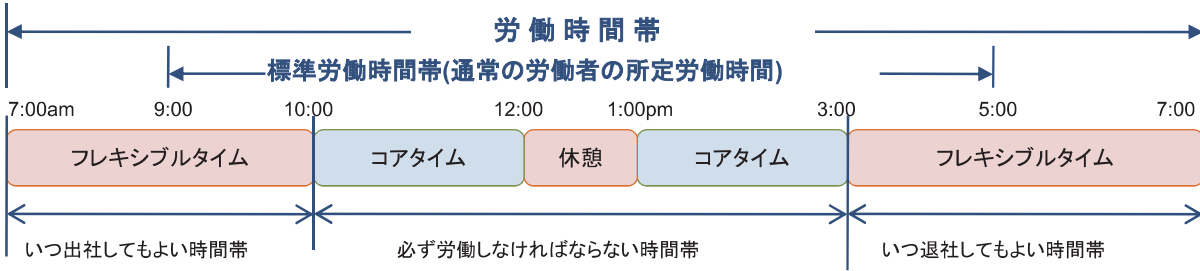 労働時間帯
標準労働時間帯(通常の労働者の所定労働時間)
7:00am 9:00 10:00 12:00 1:00pm 3:00 5:00 7:00
フレキシブルタイム コアタイム 休憩 コアタイム フレキシブルタイム
いつ出社してもよい時間帯 必ず労働しなければならない時間帯 いつ退社してもよい時間帯